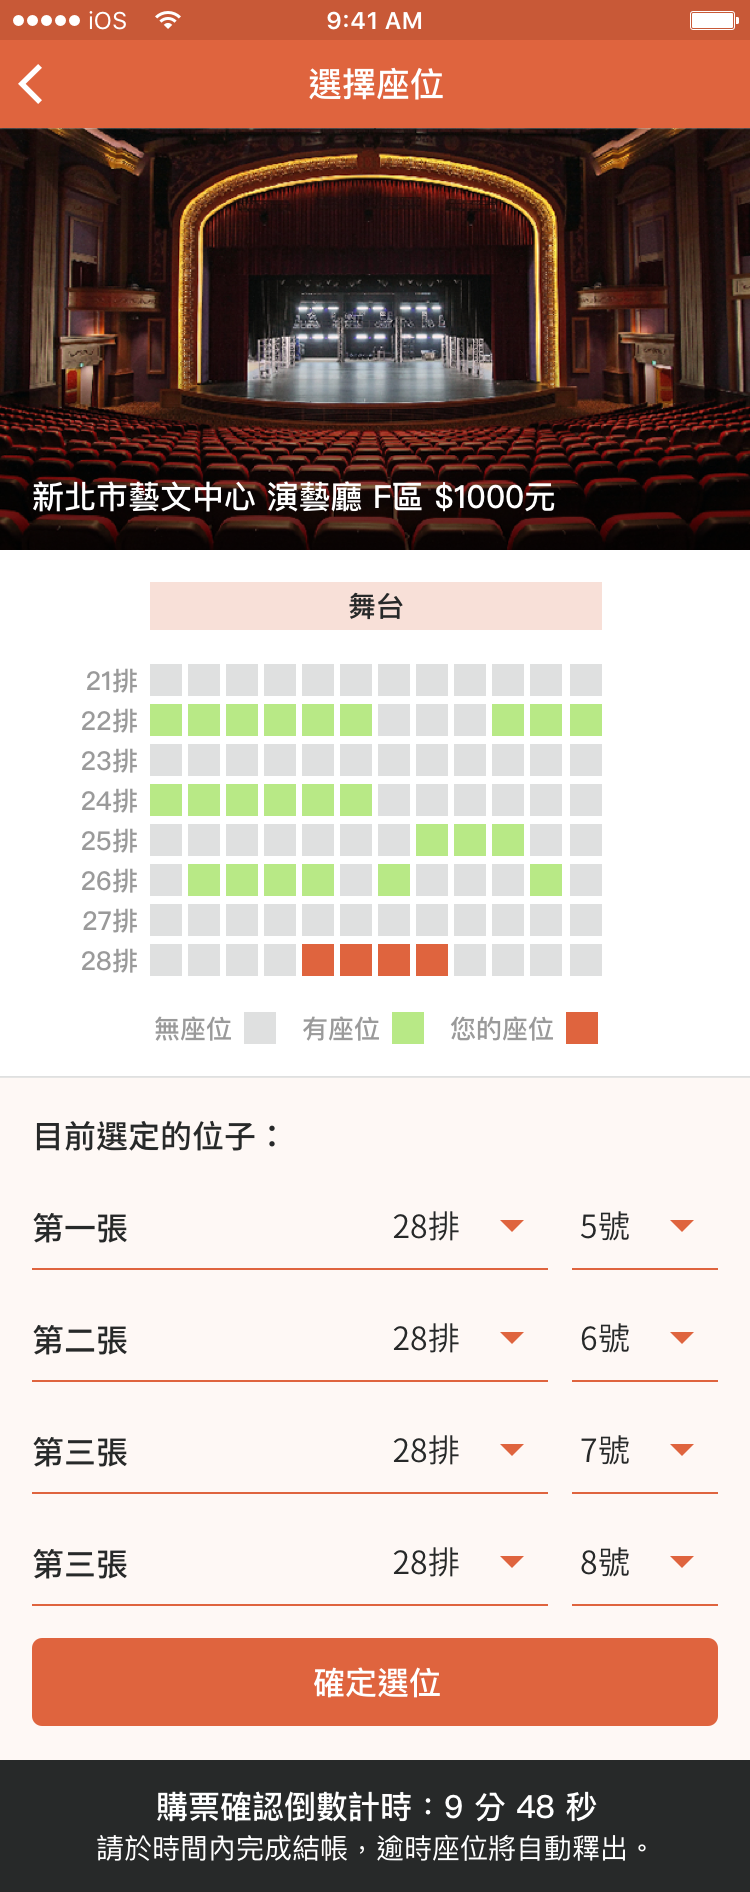 iOS 9:41 AM
選擇座位
新北市藝文中心 演藝廳 F區 $1000元
舞台
21排
22排
23排
24排
25排
26排
27排
28排
無座位 有座位 您的座位
目前選定的位子：
第一張 28排 5號
第二張 28排 6號
第三張 28排 7號
第三張 28排 8號
確定選位
購票確認倒數計時：9 分 48 秒
請於時間內完成結帳，逾時座位將自動釋出。